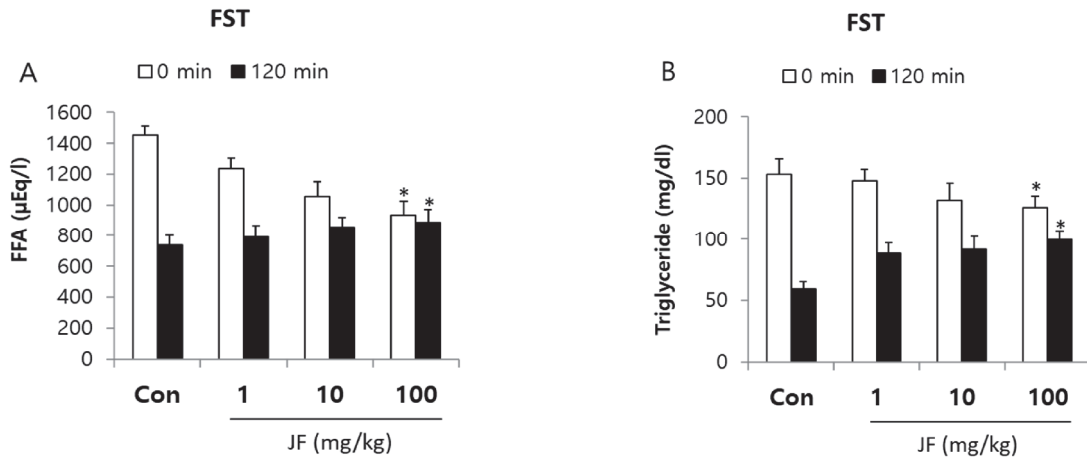 FST
A
0 min 120 min
FFA (µEq/l)
1600
1400
1200
1000
800
600
400
200
0
* *
Con 1 10 100
JF (mg/kg)
FST
B
0 min 120 min
Triglyceride (mg/dl)
200
150
100
50
0
*
*
Con 1 10 100
JF (mg/kg)